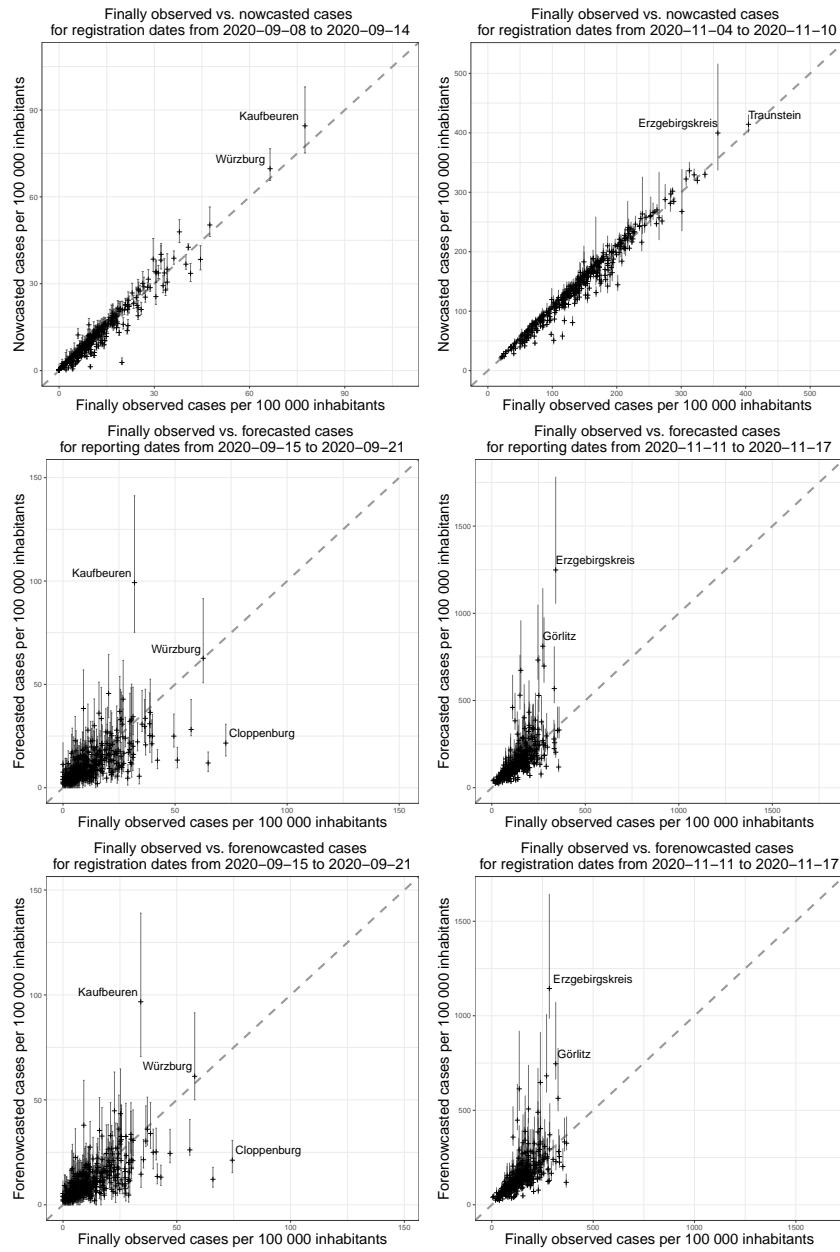 Finally observed vs. nowcasted cases
for registration dates from 2020−09−08 to 2020−09−14
Nowcasted cases per 100 000 inhabitants
90
60
30
0
Kaufbeuren
Würzburg
0 30 60 90
Finally observed cases per 100 000 inhabitants
Finally observed vs. nowcasted cases
for registration dates from 2020−11−04 to 2020−11−10
Nowcasted cases per 100 000 inhabitants
500
400
300
200
100
0
Erzgebirgskreis
Traunstein
0 100 200 300 400 500
Finally observed cases per 100 000 inhabitants
Finally observed vs. forecasted cases
for reporting dates from 2020−09−15 to 2020−09−21
Forecasted cases per 100 000 inhabitants
150
100
50
0
Kaufbeuren
Würzburg
Cloppenburg
0 50 100 150
Finally observed cases per 100 000 inhabitants
Finally observed vs. forecasted cases
for reporting dates from 2020−11−11 to 2020−11−17
Forecasted cases per 100 000 inhabitants
1500
1000
500
0
Erzgebirgskreis
Görlitz
0 500 1000 1500
Finally observed cases per 100 000 inhabitants
Finally observed vs. forenowcasted cases
for registration dates from 2020−09−15 to 2020−09−21
Forenowcasted cases per 100 000 inhabitants
150
100
50
0
Kaufbeuren
Würzburg
Cloppenburg
0 50 100 150
Finally observed cases per 100 000 inhabitants
Finally observed vs. forenowcasted cases
for registration dates from 2020−11−11 to 2020−11−17
Forenowcasted cases per 100 000 inhabitants
1500
1000
500
0
Erzgebirgskreis
Görlitz
0 500 1000 1500
Finally observed cases per 100 000 inhabitants